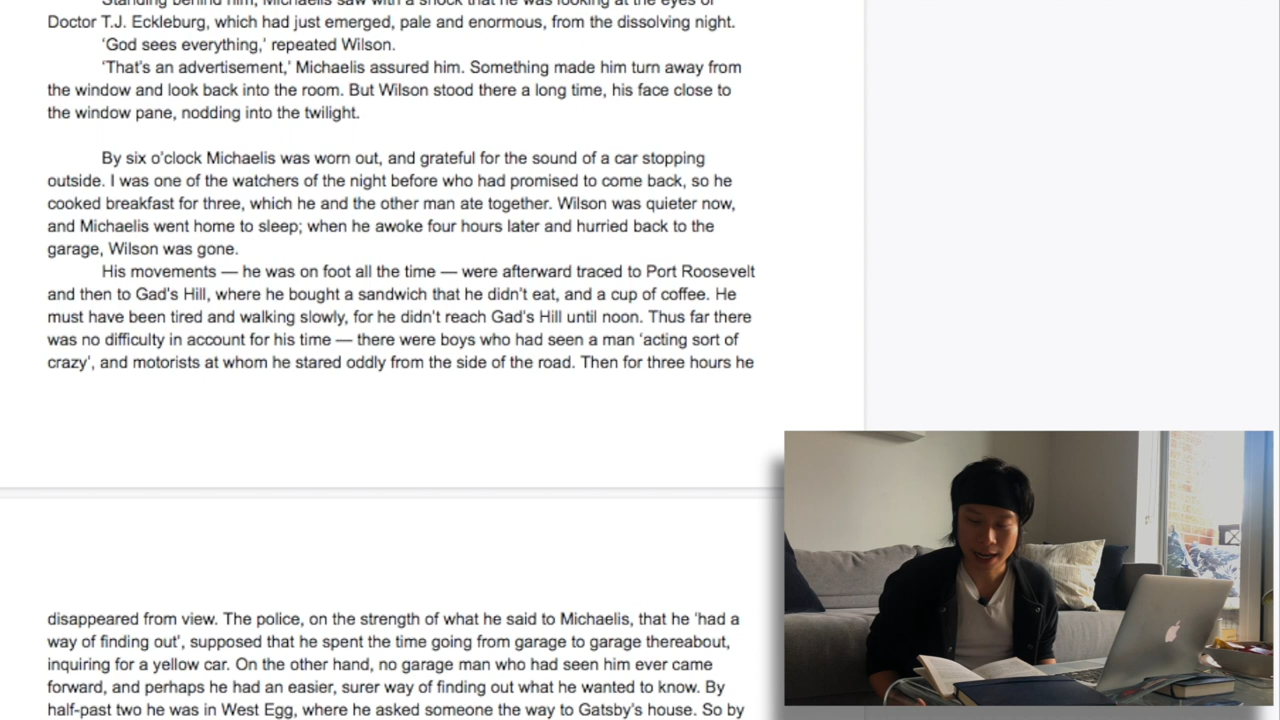 Standing behind him, Michaelis saw with a shock that he was looking at the eyes of
Doctor T.J. Eckleburg, which had just emerged, pale and enormous, from the dissolving night.
‘God sees everything,’ repeated Wilson.
‘That’s an advertisement,’ Michaelis assured him. Something made him turn away from
the window and look back into the room. But Wilson stood there a long time, his face close to
the window pane, nodding into the twilight.
By six o’clock Michaelis was worn out, and grateful for the sound of a car stopping
outside. I was one of the watchers of the night before who had promised to come back, so he
cooked breakfast for three, which he and the other man ate together. Wilson was quieter now,
and Michaelis went home to sleep; when he awoke four hours later and hurried back to the
garage, Wilson was gone.
His movements — he was on foot all the time — were afterward traced to Port Roosevelt
and then to Gad’s Hill, where he bought a sandwich that he didn’t eat, and a cup of coffee. He
must have been tired and walking slowly, for he didn’t reach Gad’s Hill until noon. Thus far there
was no difficulty in account for his time — there were boys who had seen a man ‘acting sort of
crazy’, and motorists at whom he stared oddly from the side of the road. Then for three hours he
disappeared from view. The police, on the strength of what he said to Michaelis, that he ‘had a
way of finding out’, supposed that he spent the time going from garage to garage thereabout,
inquiring for a yellow car. On the other hand, no garage man who had seen him ever came
forward, and perhaps he had an easier, surer way of finding out what he wanted to know. By
half-past two he was in West Egg, where he asked someone the way to Gatsby’s house. So by